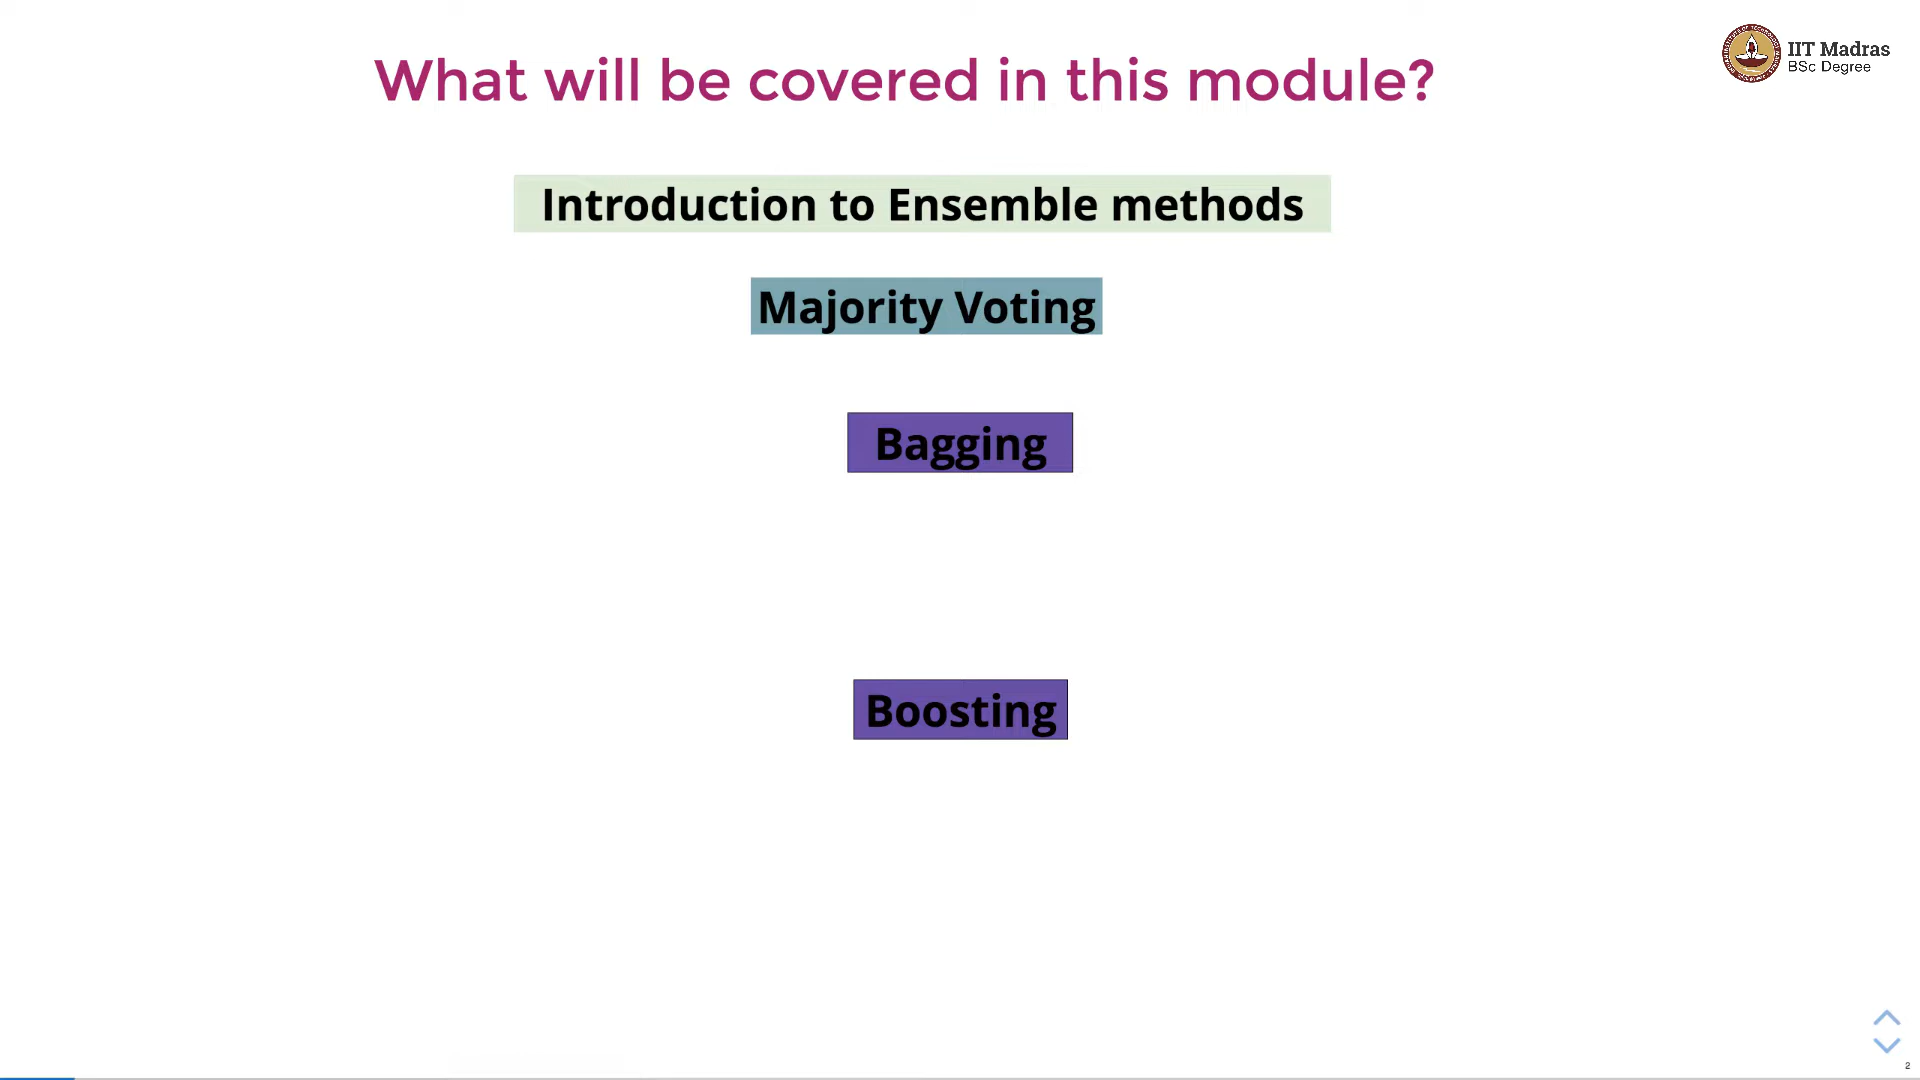 What will be covered in this module?
IIT Madras
BSc Degree
Introduction to Ensemble methods
Majority Voting
Bagging
Boosting
2